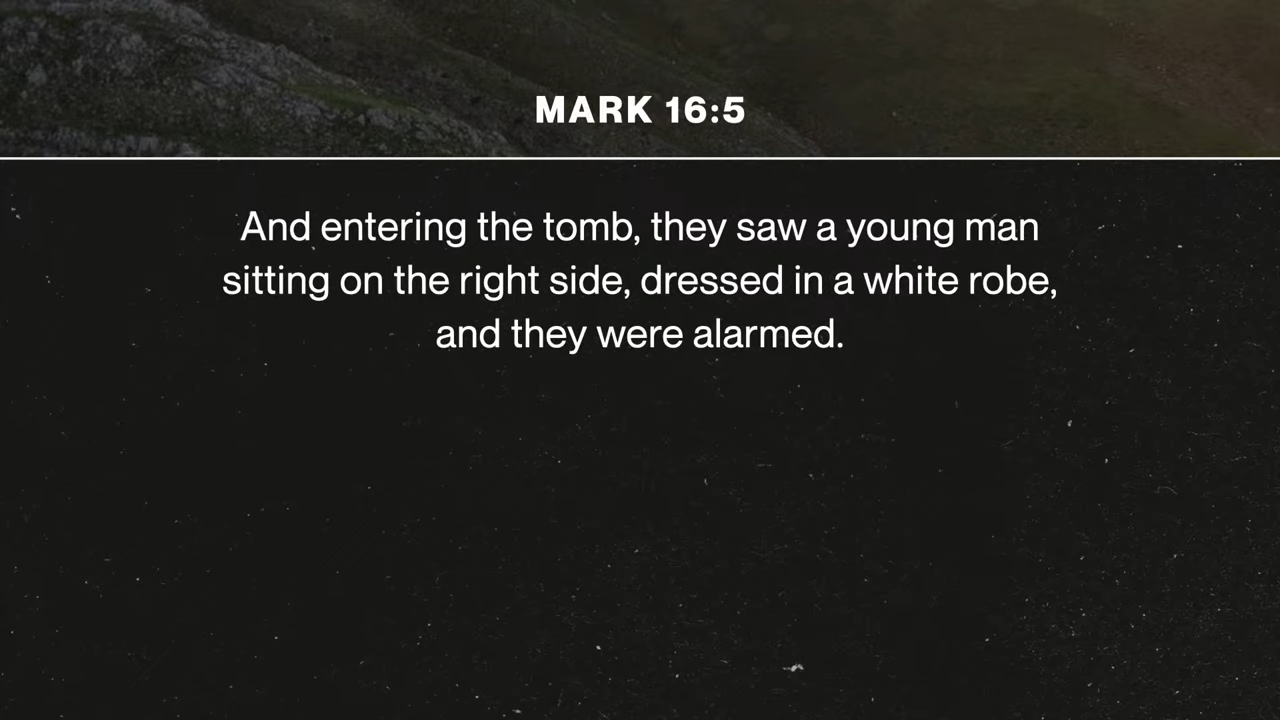 MARK 16:5
And entering the tomb, they saw a young man
sitting on the right side, dressed in a white robe,
and they were alarmed.